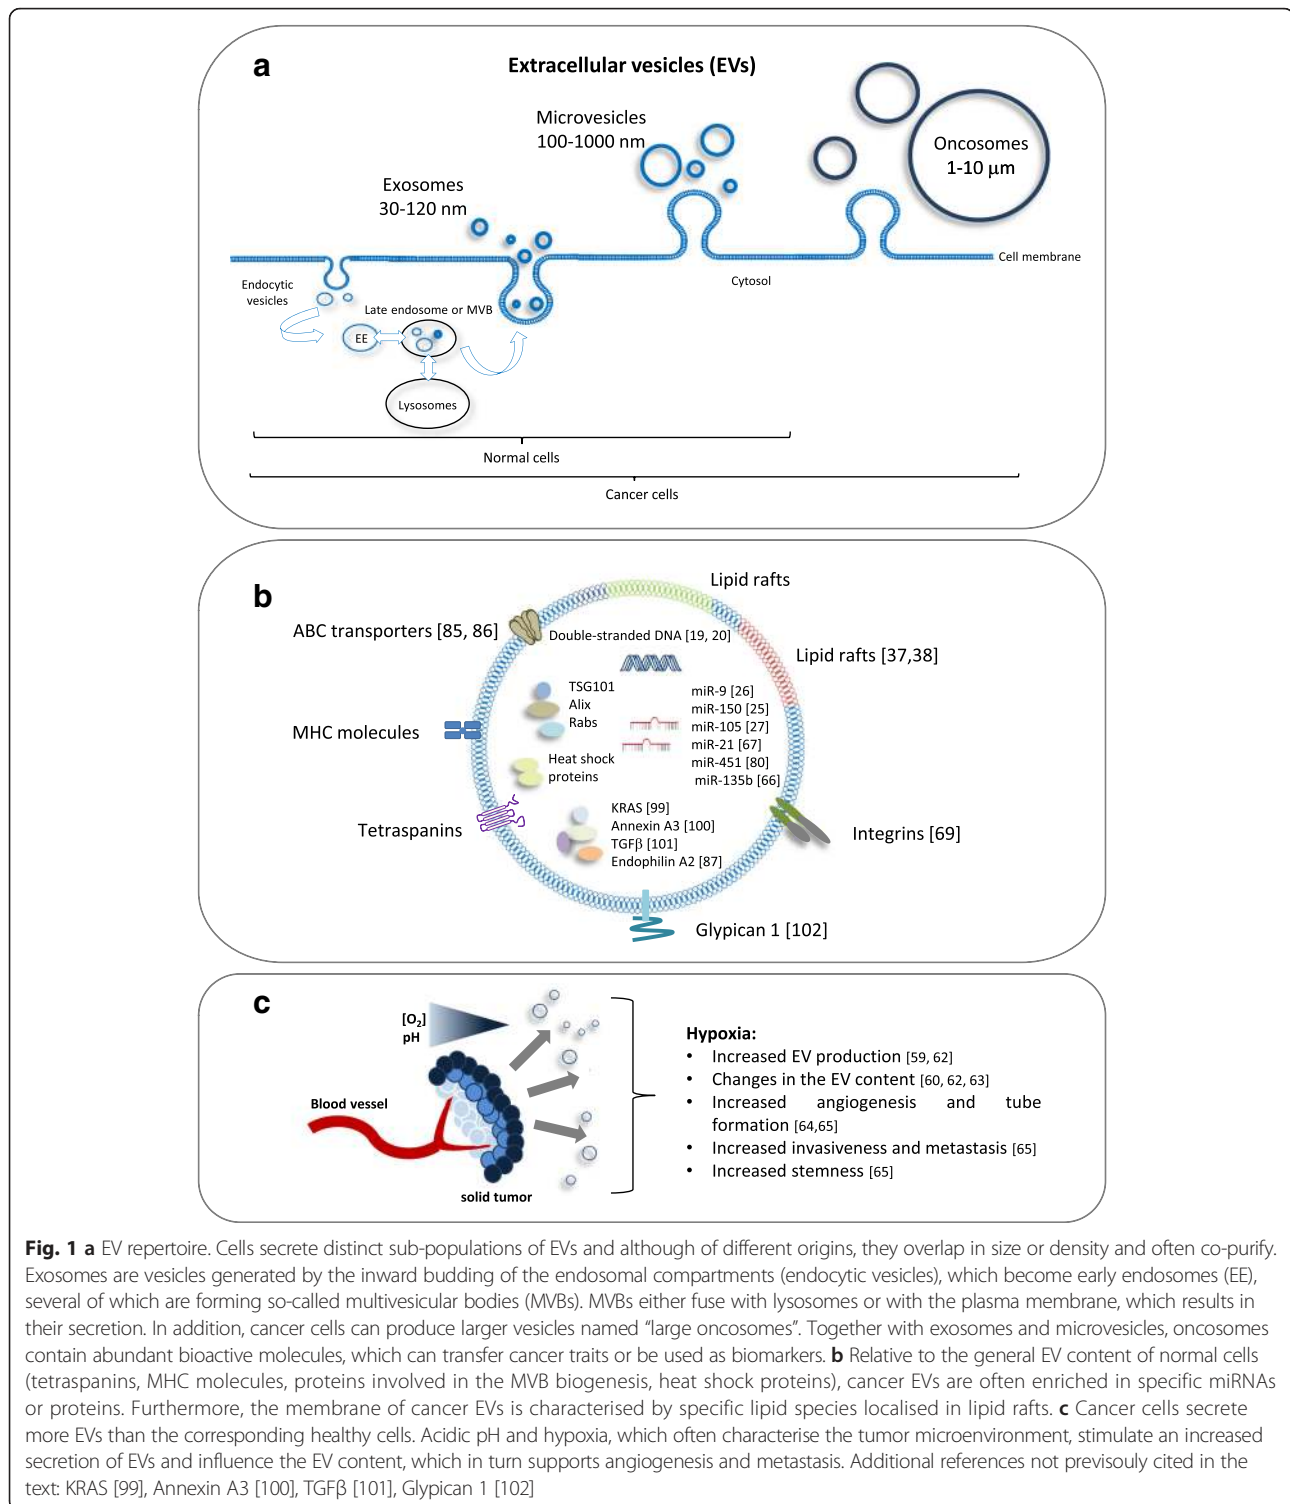 a
Extracellular vesicles (EVs)
Microvesicles
100-1000 nm
Oncosomes
1-10 μm
Exosomes
30-120 nm
Cell membrane
Cytosol
Endocytic
vesicles
Late endosome or MVB
EE
Lysosomes
Normal cells
Cancer cells
b
Lipid rafts
ABC transporters [85, 86]
Double-stranded DNA [19, 20]
Lipid rafts [37,38]
TSG101
Alix
Rabs
miR-9 [26]
miR-150 [25]
miR-105 [27]
miR-21 [67]
miR-451 [80]
miR-135b [66]
MHC molecules
Heat shock
proteins
Tetraspanins
KRAS [99]
Annexin A3 [100]
TGFβ [101]
Endophilin A2 [87]
Integrins [69]
Glypican 1 [102]
c
[O₂]
pH
Blood vessel
solid tumor
Hypoxia:
• Increased EV production [59, 62]
• Changes in the EV content [60, 62, 63]
• Increased angiogenesis and tube
formation [64,65]
• Increased invasiveness and metastasis [65]
• Increased stemness [65]
Fig. 1 a EV repertoire. Cells secrete distinct sub-populations of EVs and although of different origins, they overlap in size or density and often co-purify.
Exosomes are vesicles generated by the inward budding of the endosomal compartments (endocytic vesicles), which become early endosomes (EE),
several of which are forming so-called multivesicular bodies (MVBs). MVBs either fuse with lysosomes or with the plasma membrane, which results in
their secretion. In addition, cancer cells can produce larger vesicles named “large oncosomes”. Together with exosomes and microvesicles, oncosomes
contain abundant bioactive molecules, which can transfer cancer traits or be used as biomarkers. b Relative to the general EV content of normal cells
(tetraspanins, MHC molecules, proteins involved in the MVB biogenesis, heat shock proteins), cancer EVs are often enriched in specific miRNAs
or proteins. Furthermore, the membrane of cancer EVs is characterised by specific lipid species localised in lipid rafts. c Cancer cells secrete
more EVs than the corresponding healthy cells. Acidic pH and hypoxia, which often characterise the tumor microenvironment, stimulate an increased
secretion of EVs and influence the EV content, which in turn supports angiogenesis and metastasis. Additional references not previsouly cited in the
text: KRAS [99], Annexin A3 [100], TGFβ [101], Glypican 1 [102]